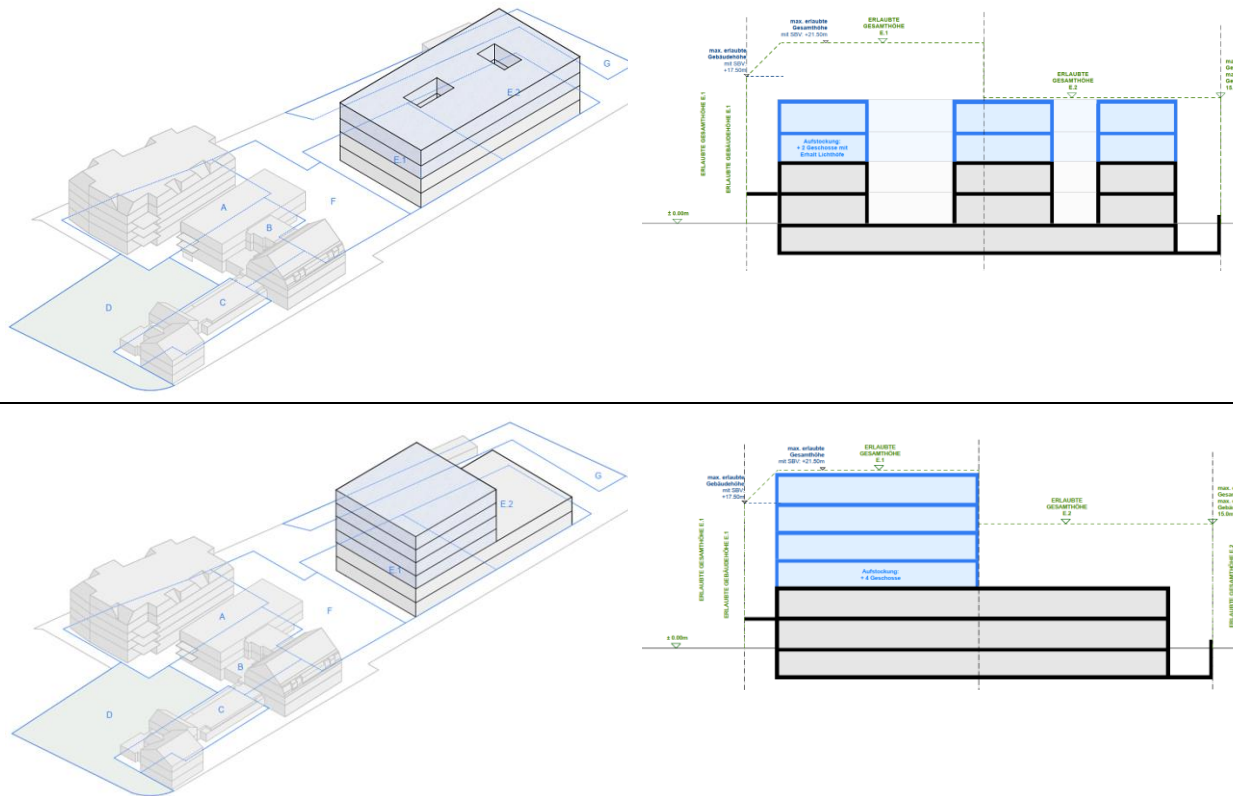 G
E.2
E.1
A
F
B
C
D
max. erlaubte
Gesamthöhe
mit SBV: +21.50m
ERLAUBTE
GESAMTHÖHE
E.1
max. erlaubte
Gebäudehöhe
mit SBV:
+17.50m
ERLAUBTE
GESAMTHÖHE
E.2
ERLAUBTE GESAMTHÖHE E.1
ERLAUBTE GEBÄUDEHÖHE E.1
Aufstockung:
+ 2 Geschosse mit
Erhalt Lichthöfe
± 0.00m
G
E.2
E.1
F
A
B
C
D
max. erlaubte
Gesamthöhe
mit SBV: +21.50m
ERLAUBTE
GESAMTHÖHE
E.1
max. erlaubte
Gebäudehöhe
mit SBV:
+17.50m
ERLAUBTE
GESAMTHÖHE
E.2
ERLAUBTE GESAMTHÖHE E.1
ERLAUBTE GEBÄUDEHÖHE E.1
ERLAUBTE GESAMTHÖHE E.2
Aufstockung:
+ 4 Geschosse
± 0.00m